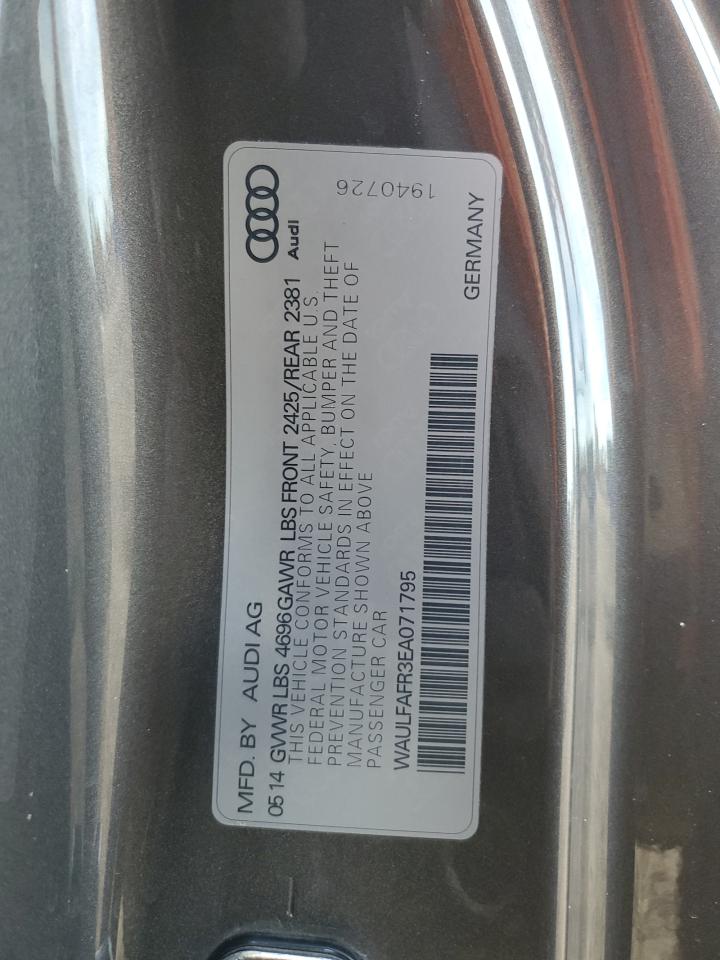 MFD. BY AUDI AG
Audi
0514 GVWR LBS 4696 GAWR LBS FRONT 2425/REAR 2381
THIS VEHICLE CONFORMS TO ALL APPLICABLE U.S.
FEDERAL MOTOR VEHICLE SAFETY, BUMPER AND THEFT
PREVENTION STANDARDS IN EFFECT ON THE DATE OF
MANUFACTURE SHOWN ABOVE
PASSENGER CAR
WAULFAFR3EA071795
GERMANY
1940726